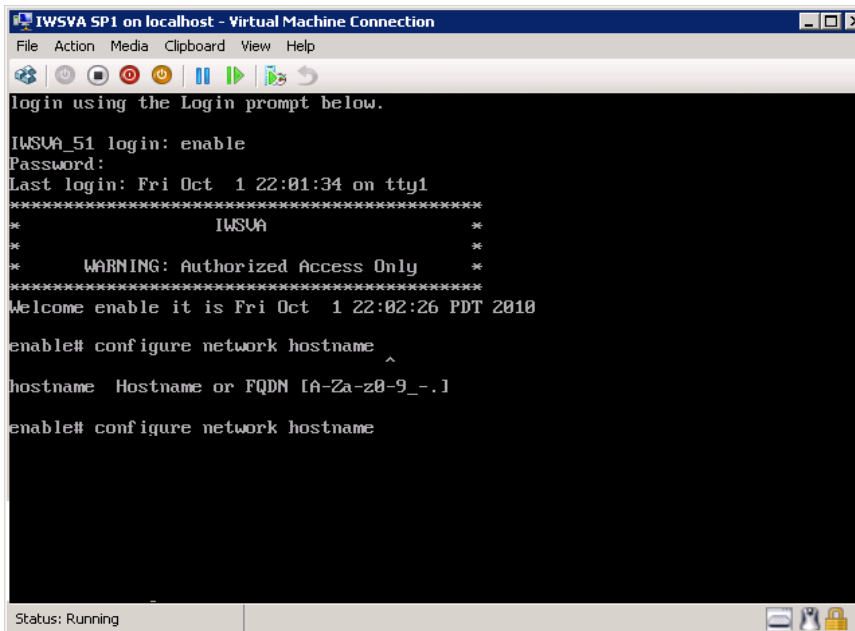 IWSVA SP1 on localhost - Virtual Machine Connection
File Action Media Clipboard View Help
login using the Login prompt below.
IWSVA_51 login: enable
Password:
Last login: Fri Oct  1 22:01:34 on tty1
*********************************************
* IWSVA *
* *
* WARNING: Authorized Access Only *
*********************************************
Welcome enable it is Fri Oct  1 22:02:26 PDT 2010
enable# configure network hostname
^
hostname  Hostname or FQDN [A-Za-z0-9_-.]
enable# configure network hostname
Status: Running